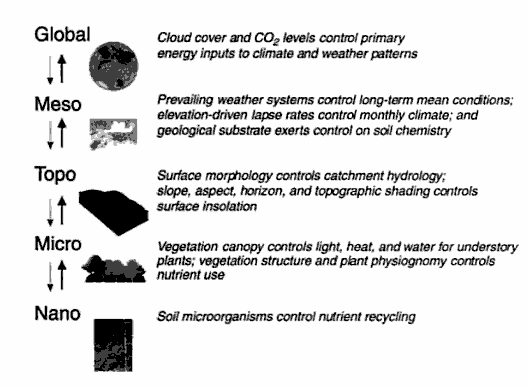 Global
Cloud cover and CO2 levels control primary
energy inputs to climate and weather patterns
Meso
Prevailing weather systems control long-term mean conditions;
elevation-driven lapse rates control monthly climate; and
geological substrate exerts control on soil chemistry
Topo
Surface morphology controls catchment hydrology;
slope, aspect, horizon, and topographic shading controls
surface insolation
Micro
Vegetation canopy controls light, heat, and water for understory
plants; vegetation structure and plant physignomy controls
nutrient use
Nano
Soil microorganisms control nutrient recycling